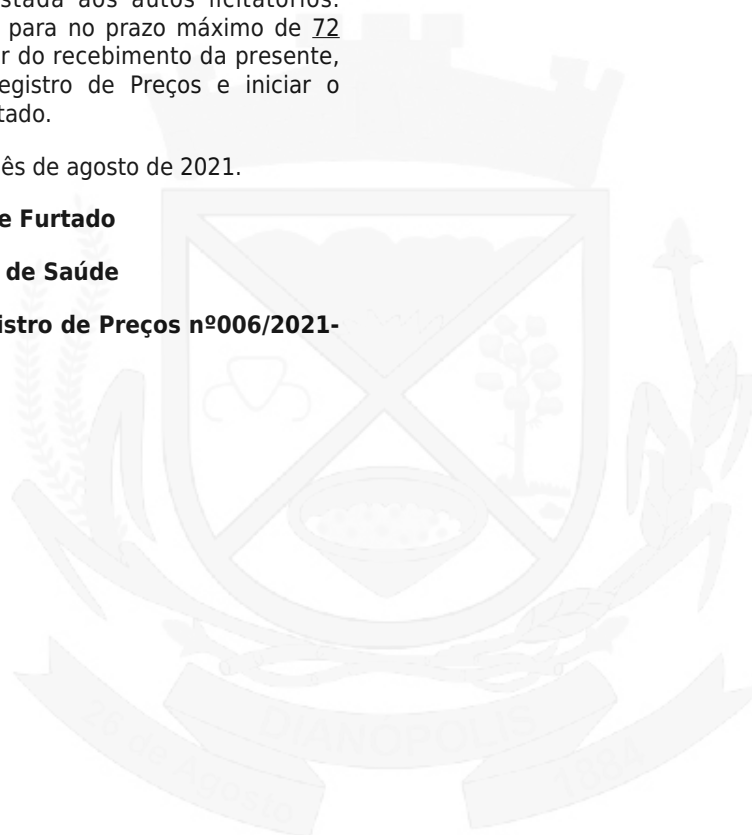 stada aos autos licitatórios.
para no prazo máximo de 72
r do recebimento da presente,
egistro de Preços e iniciar o
tado.
ês de agosto de 2021.
e Furtado
de Saúde
istro de Preços nº006/2021-
26 de Agosto
DIANOPOLIS
1884